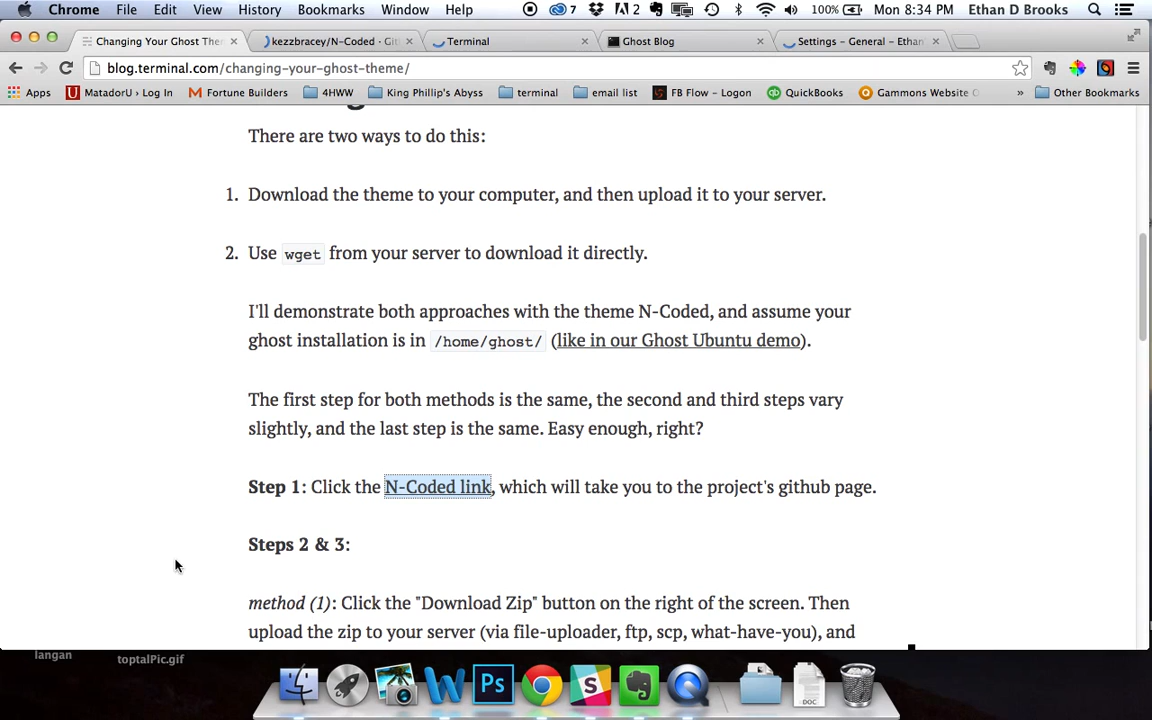 Chrome File Edit View History Bookmarks Window Help 7 2 100% Mon 8:34 PM Ethan D Brooks
Changing Your Ghost The kezzbracey/N-Coded · Git Terminal Ghost Blog Settings - General - Ethan
blog.terminal.com/changing-your-ghost-theme/
Apps MatadorU › Log In Fortune Builders 4HWW King Phillip's Abyss terminal email list FB Flow - Logon QuickBooks Gammons Website C » Other Bookmarks
There are two ways to do this:
1. Download the theme to your computer, and then upload it to your server.
2. Use wget from your server to download it directly.
I'll demonstrate both approaches with the theme N-Coded, and assume your
ghost installation is in /home/ghost/ (like in our Ghost Ubuntu demo).
The first step for both methods is the same, the second and third steps vary
slightly, and the last step is the same. Easy enough, right?
Step 1: Click the N-Coded link, which will take you to the project's github page.
Steps 2 & 3:
method (1): Click the "Download Zip" button on the right of the screen. Then
upload the zip to your server (via file-uploader, ftp, scp, what-have-you), and
langan toptalPic.gif
W Ps S DOC